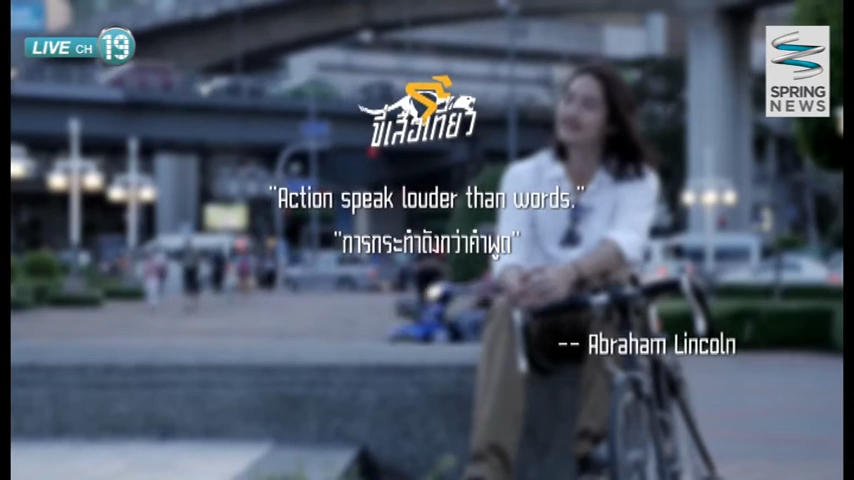 LIVE CH 19
SPRING
NEWS
ขี่เสือเที่ยว
"Action speak louder than words."
"การกระทำดังกว่าคำพูด"
-- Abraham Lincoln